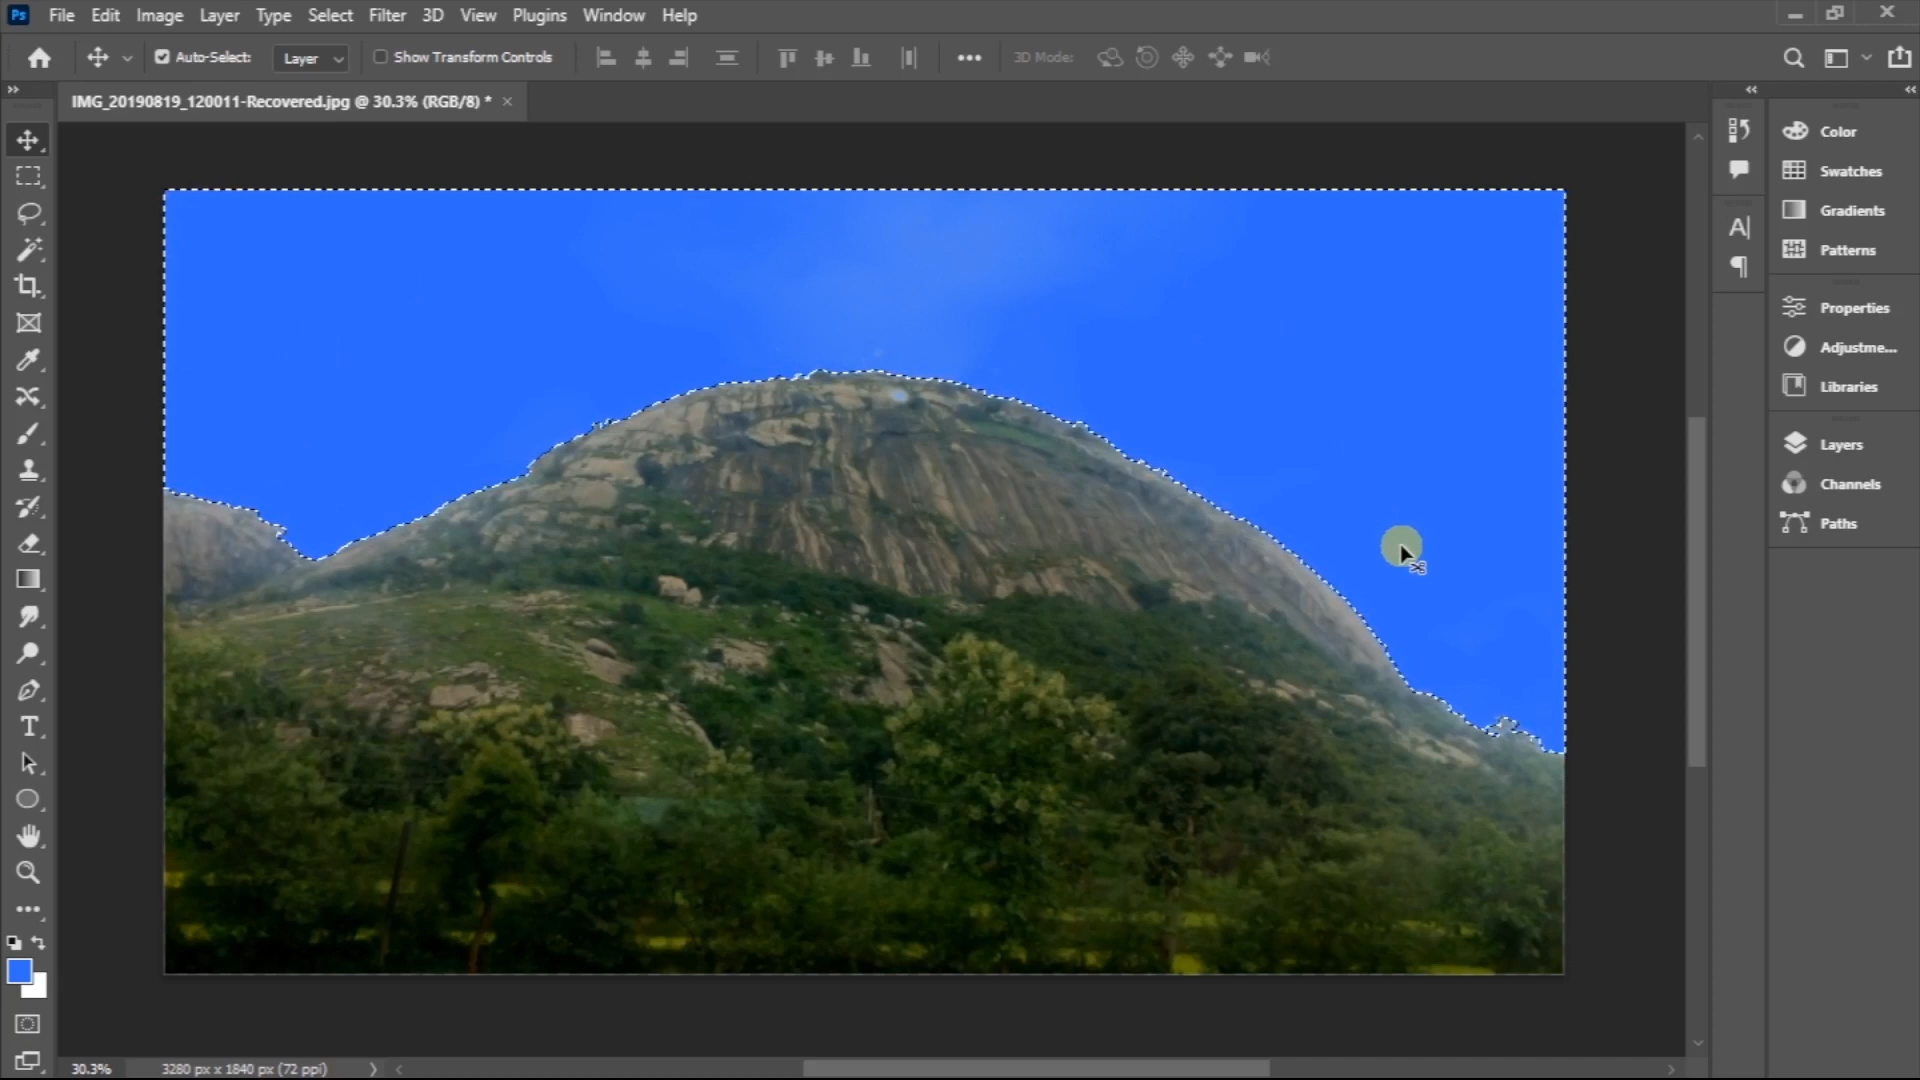 Ps File Edit Image Layer Type Select Filter 3D View Plugins Window Help
Auto-Select: Layer Show Transform Controls 3D Mode:
IMG_20190819_120011-Recovered.jpg @ 30.3% (RGB/8) *
Color
Swatches
Gradients
Patterns
Properties
Adjustme...
Libraries
Layers
Channels
Paths
30.3% 3280 px x 1840 px (72 ppi)